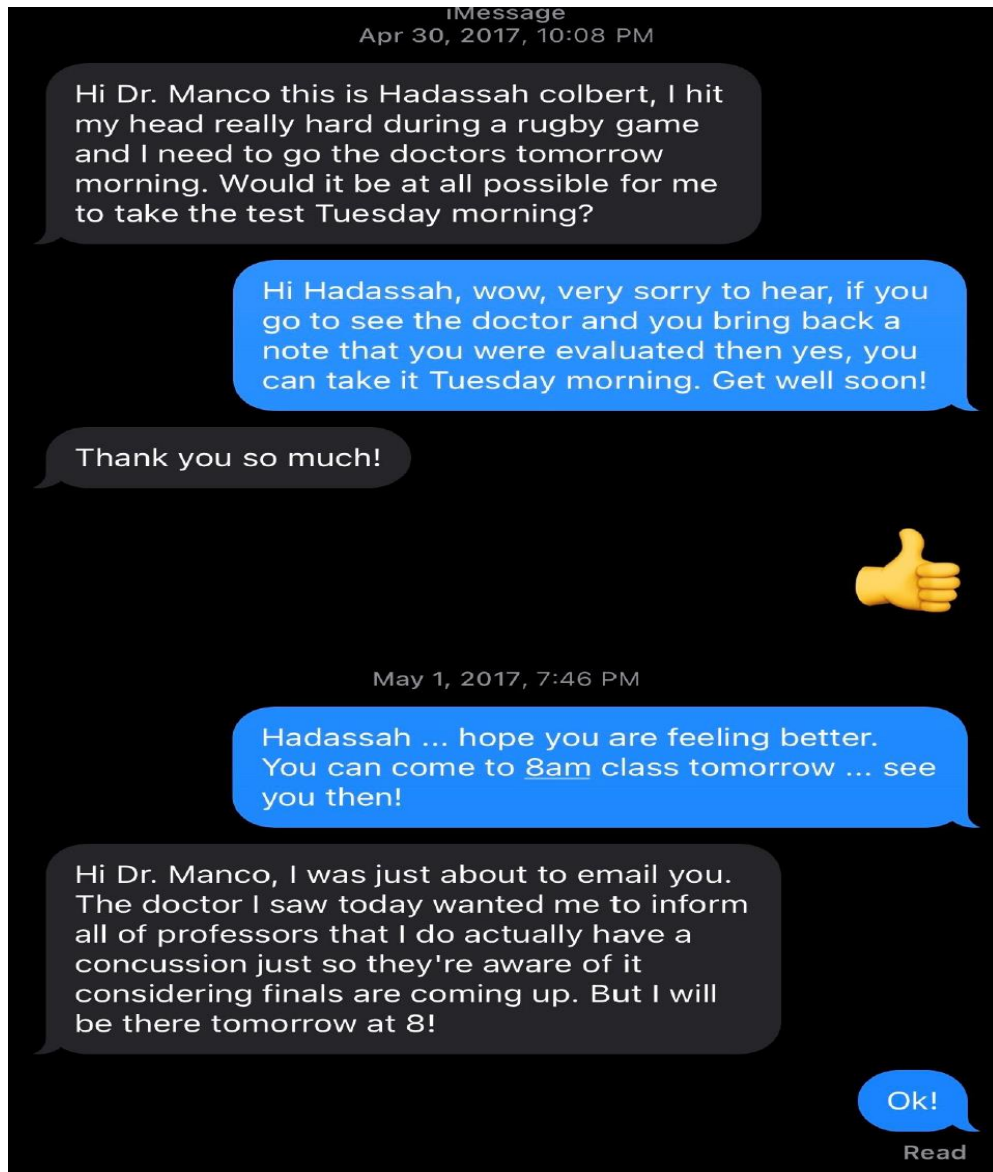 iMessage
Apr 30, 2017, 10:08 PM
Hi Dr. Manco this is Hadassah colbert, I hit
my head really hard during a rugby game
and I need to go the doctors tomorrow
morning. Would it be at all possible for me
to take the test Tuesday morning?
Hi Hadassah, wow, very sorry to hear, if you
go to see the doctor and you bring back a
note that you were evaluated then yes, you
can take it Tuesday morning. Get well soon!
Thank you so much!
May 1, 2017, 7:46 PM
Hadassah ... hope you are feeling better.
You can come to 8am class tomorrow ... see
you then!
Hi Dr. Manco, I was just about to email you.
The doctor I saw today wanted me to inform
all of professors that I do actually have a
concussion just so they're aware of it
considering finals are coming up. But I will
be there tomorrow at 8!
Ok!
Read